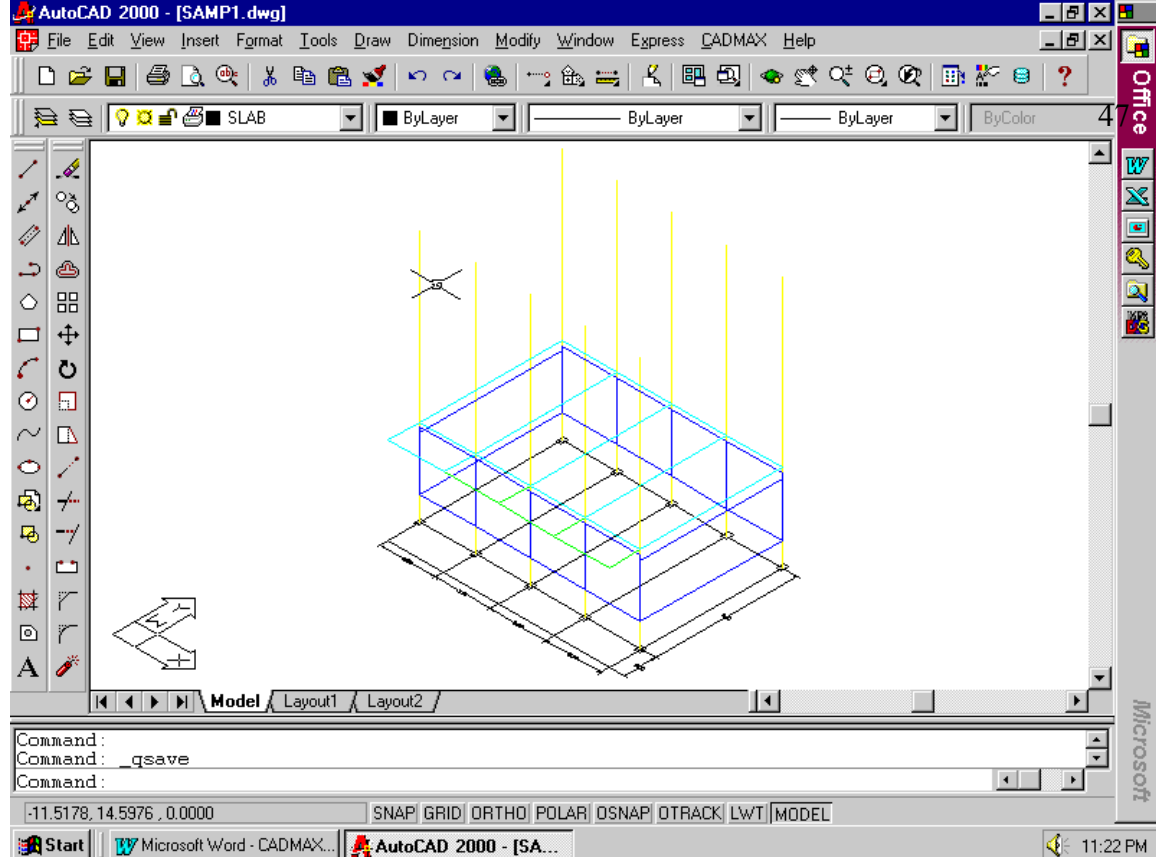 AutoCAD 2000 - [SAMP1.dwg]
File Edit View Insert Format Tools Draw Dimension Modify Window Express CADMAX Help
Office
SLAB ByLayer ByLayer ByLayer ByColor
47
A
Model Layout1 Layout2
Command:
Command: _qsave
Command:
Microsoft
-11.5178, 14.5976 , 0.0000 SNAP GRID ORTHO POLAR OSNAP OTRACK LWT MODEL
Start Microsoft Word - CADMAX... AutoCAD 2000 - [SA... 11:22 PM